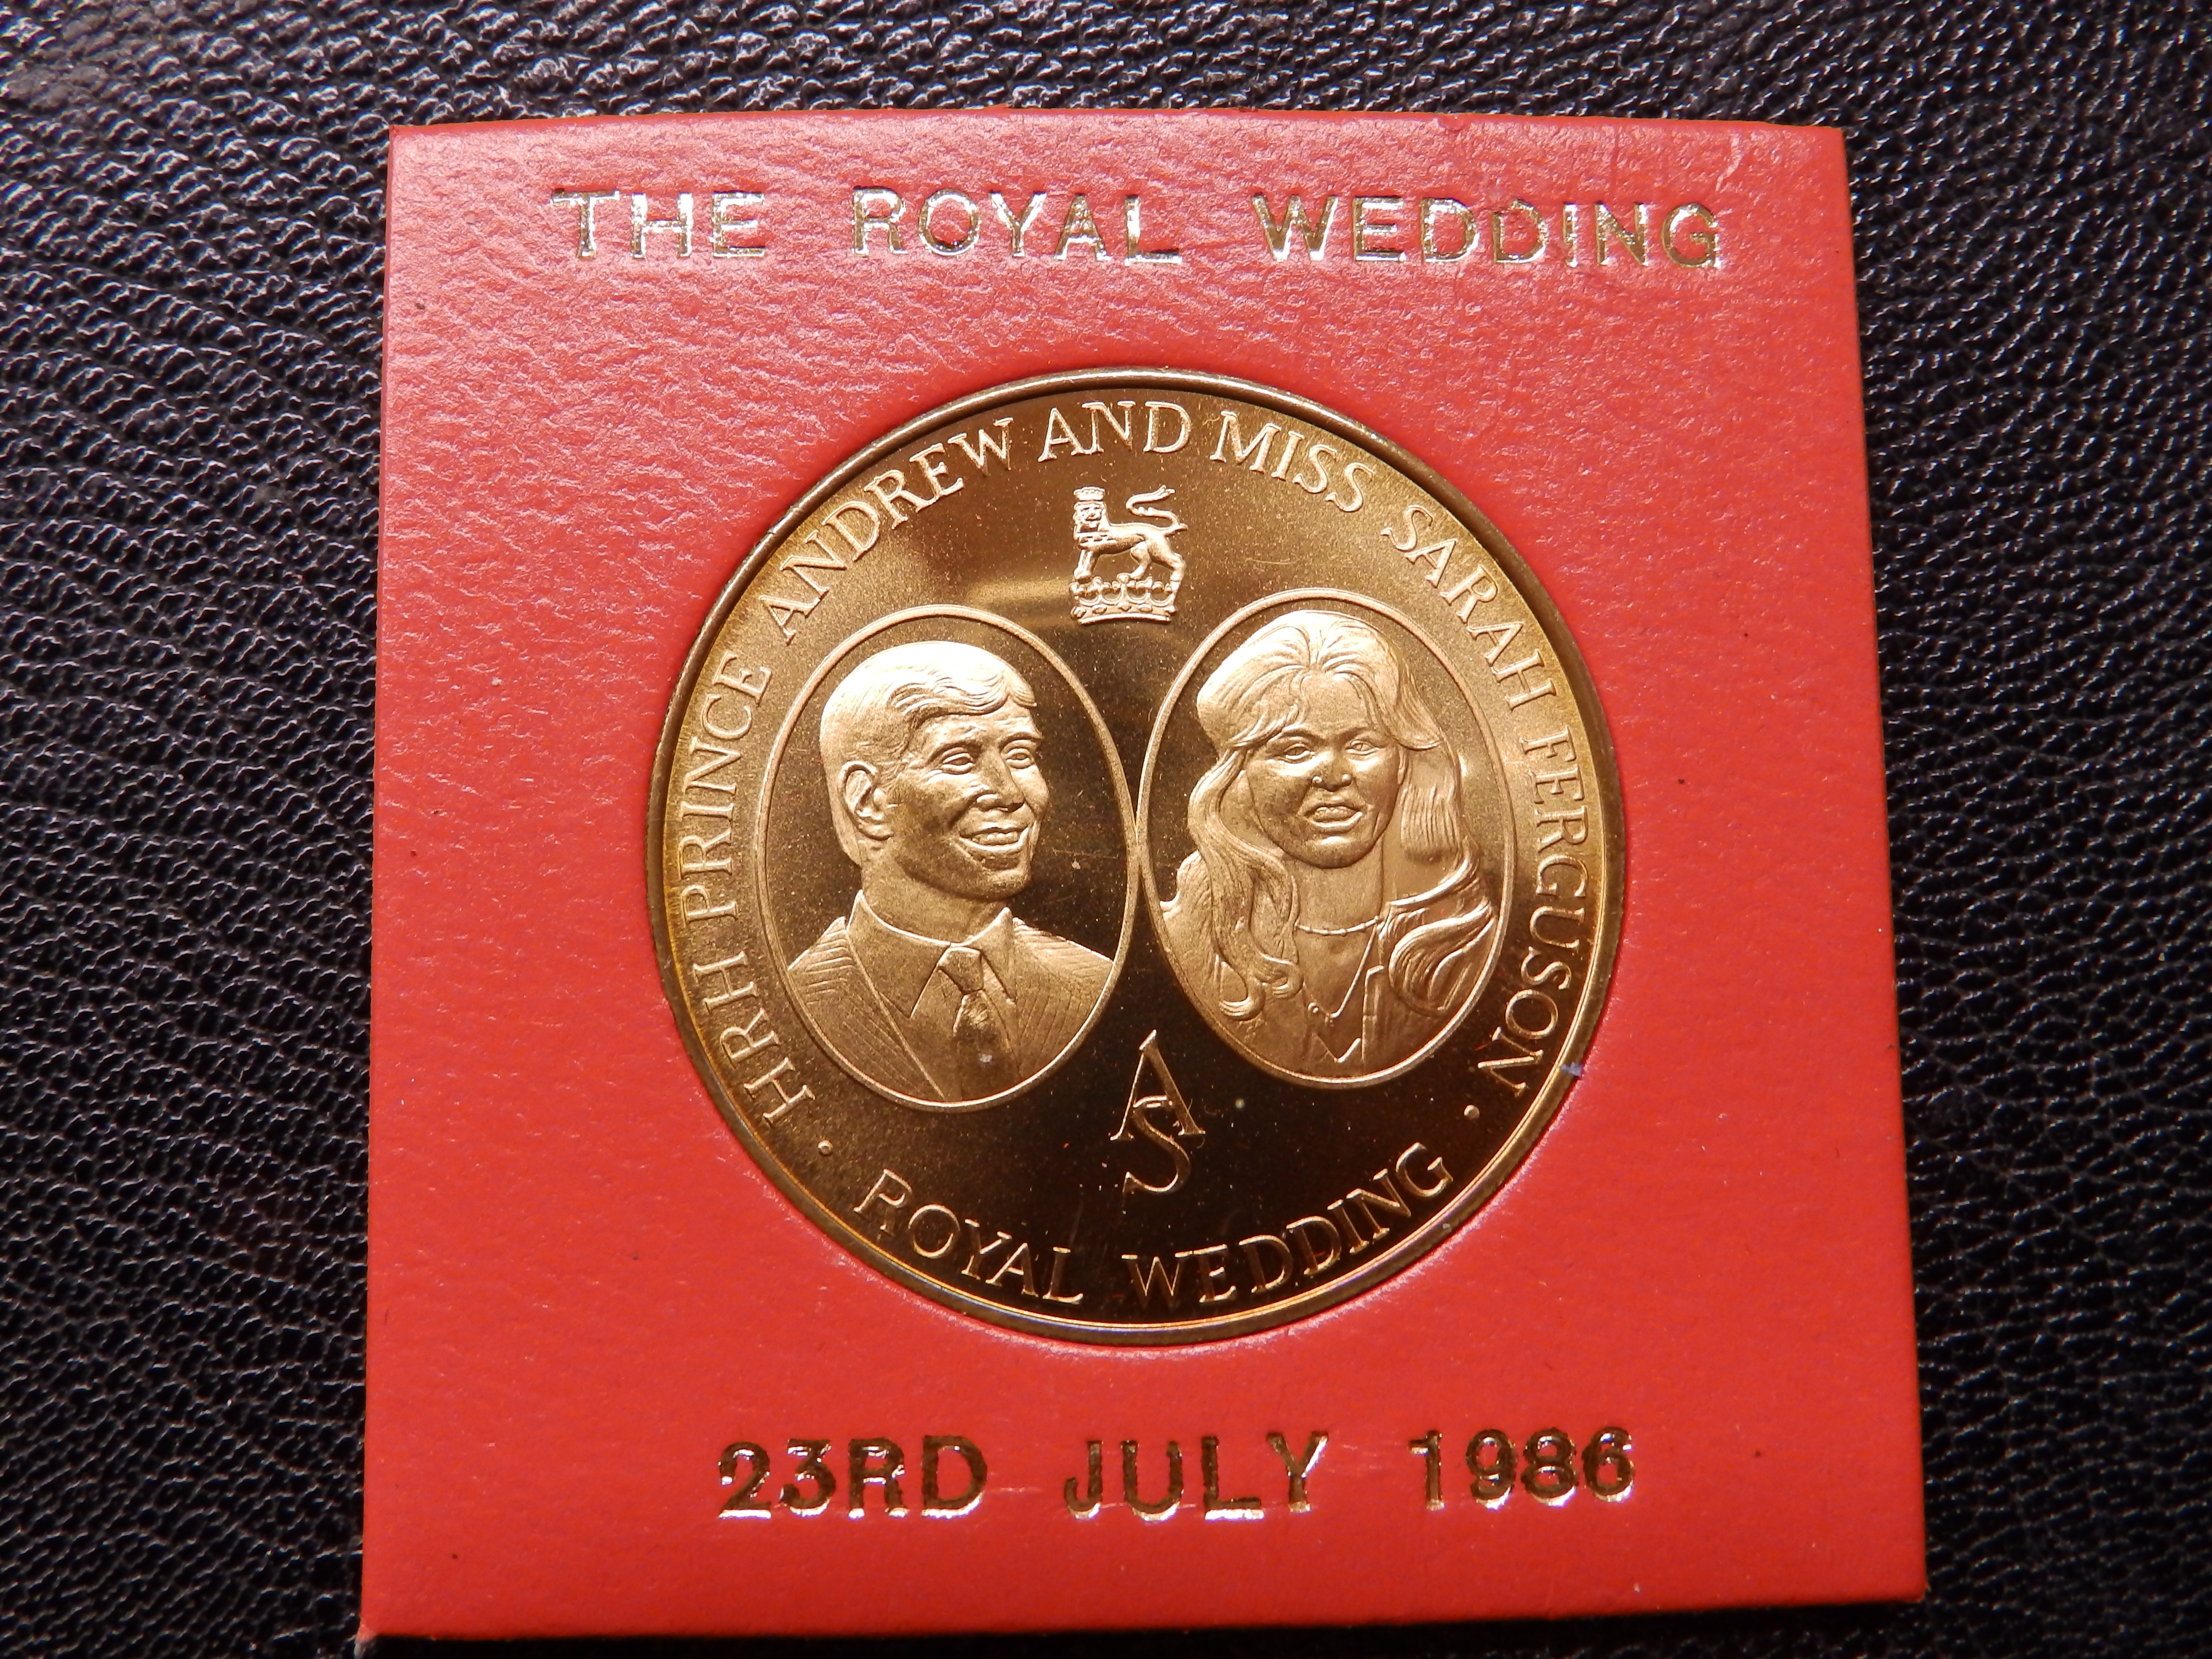 THE ROYAL WEDDING
HRH PRINCE ANDREW AND MISS SARAH FERGUSON
AS
· ROYAL WEDDING ·
23RD JULY 1986